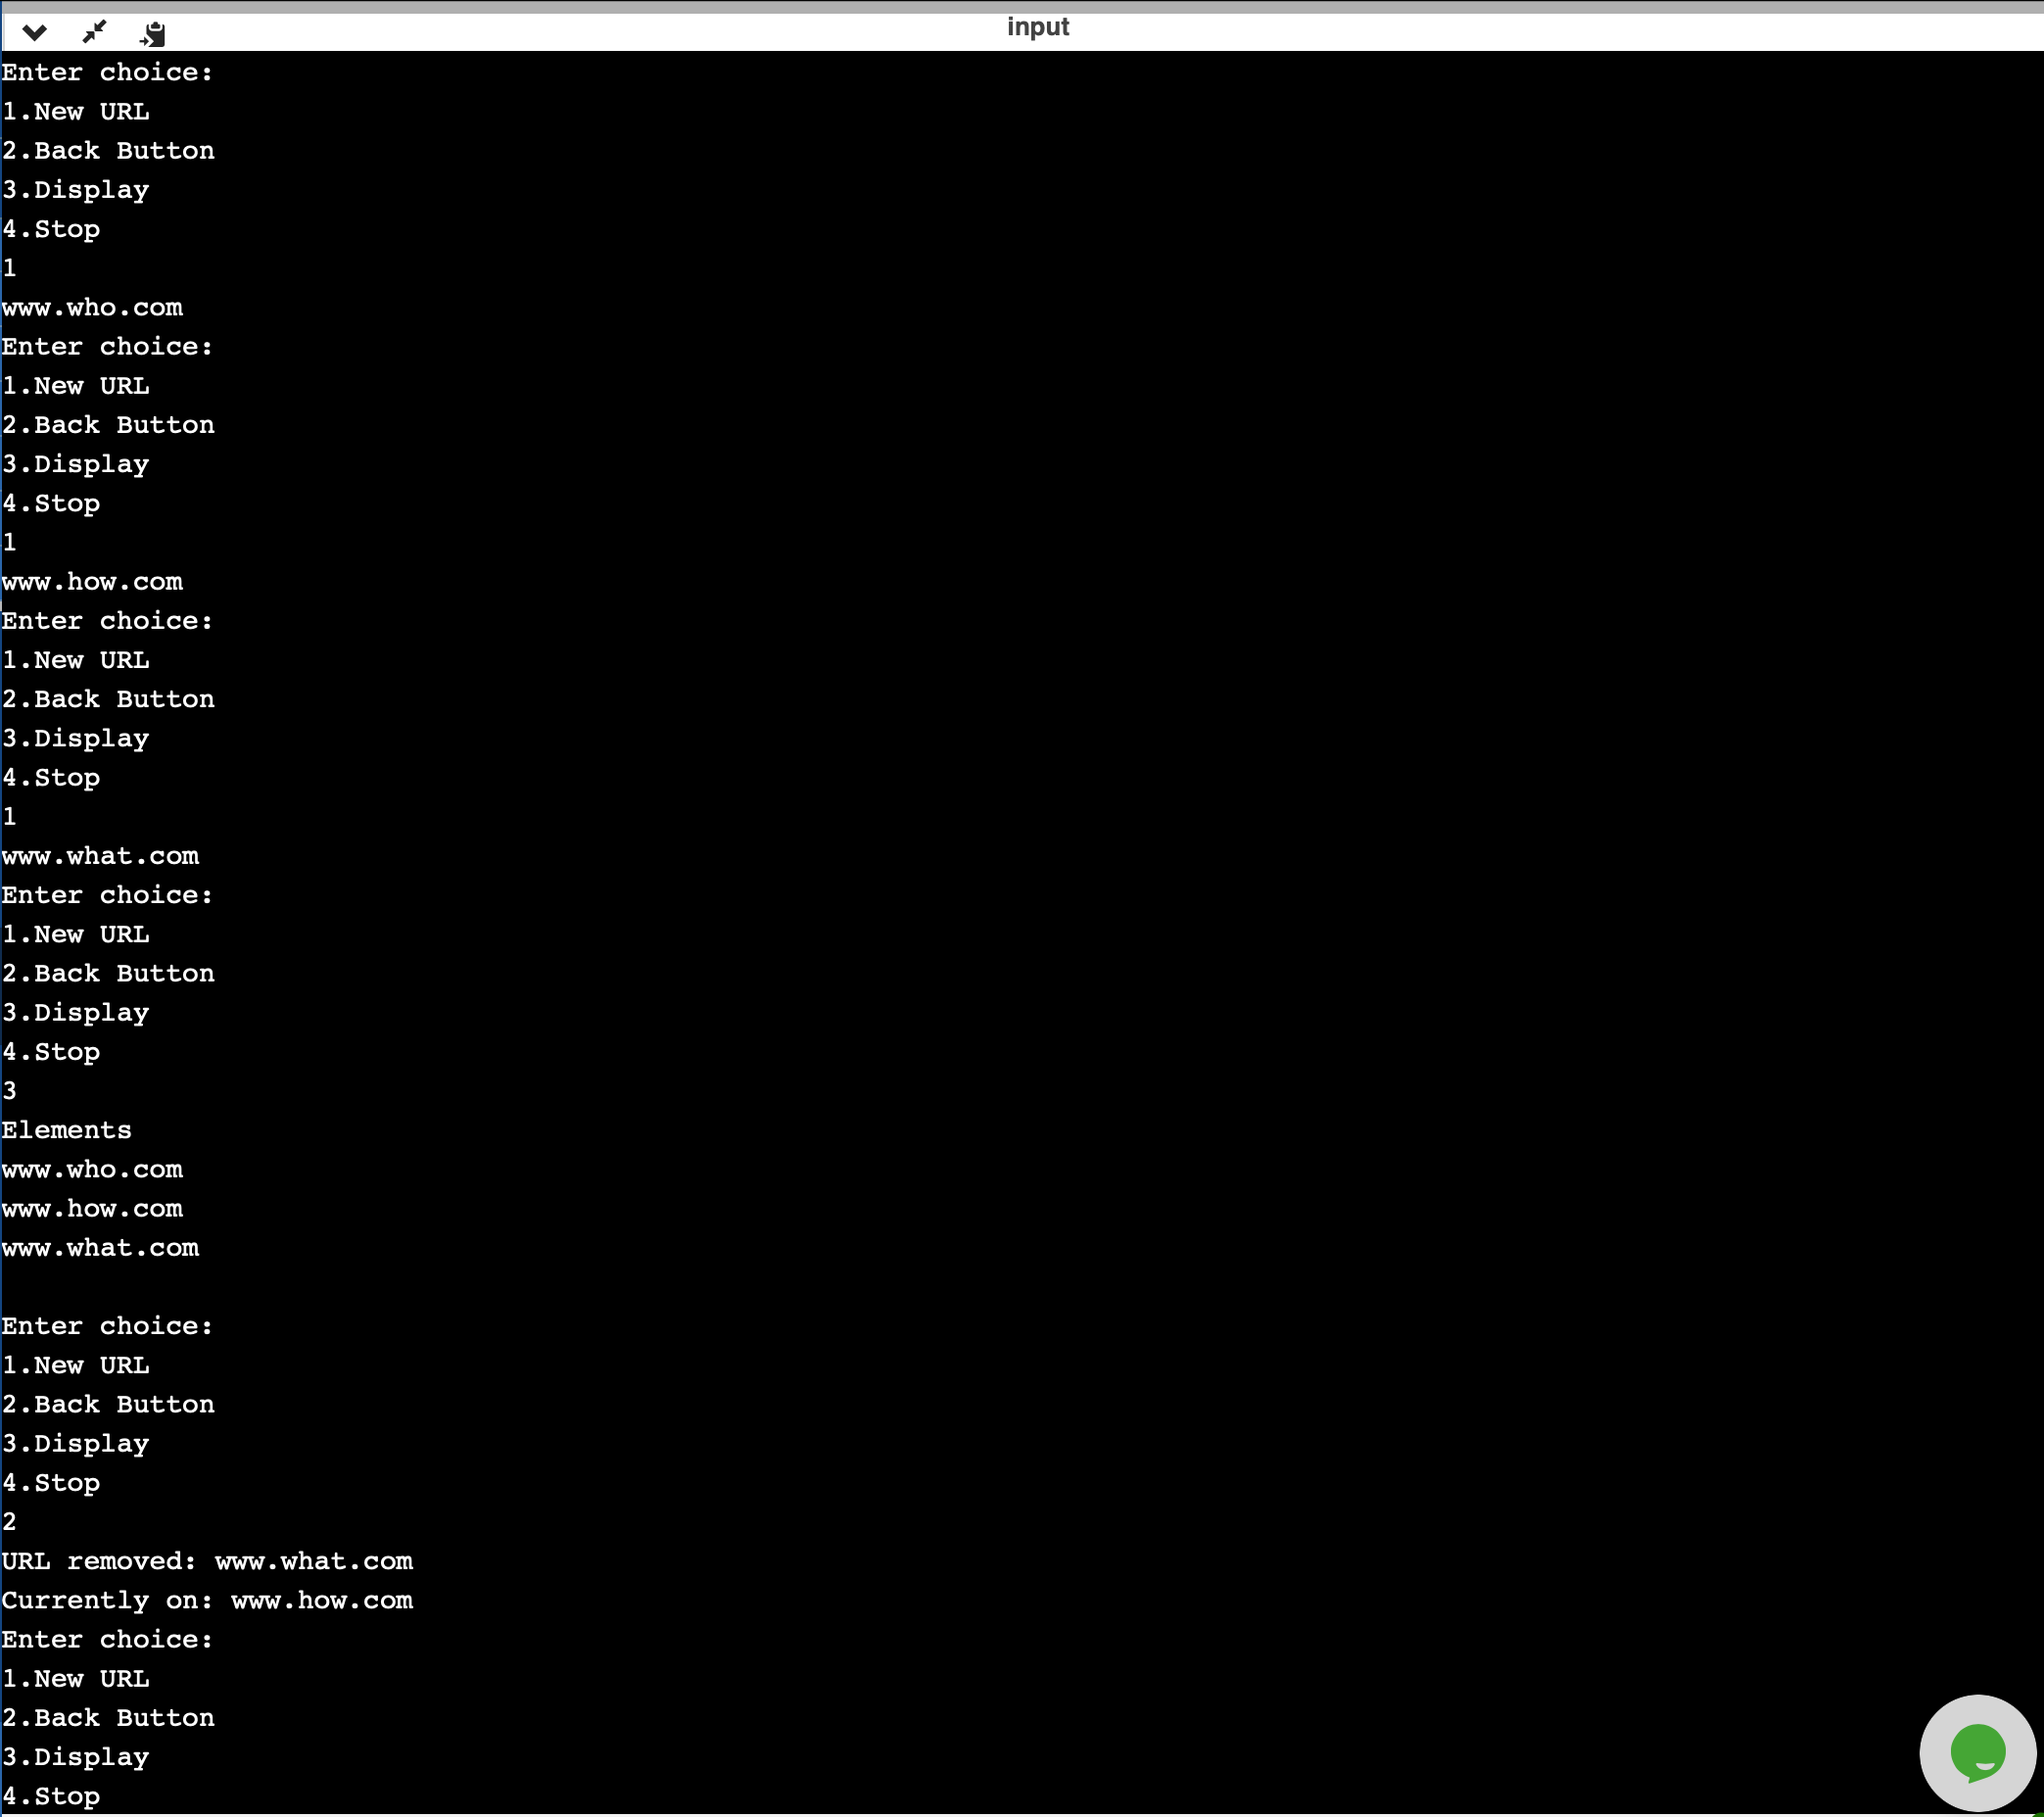 input
Enter choice:
1.New URL
2.Back Button
3.Display
4.Stop
1
www.who.com
Enter choice:
1.New URL
2.Back Button
3.Display
4.Stop
1
www.how.com
Enter choice:
1.New URL
2.Back Button
3.Display
4.Stop
1
www.what.com
Enter choice:
1.New URL
2.Back Button
3.Display
4.Stop
3
Elements
www.who.com
www.how.com
www.what.com
Enter choice:
1.New URL
2.Back Button
3.Display
4.Stop
2
URL removed: www.what.com
Currently on: www.how.com
Enter choice:
1.New URL
2.Back Button
3.Display
4.Stop